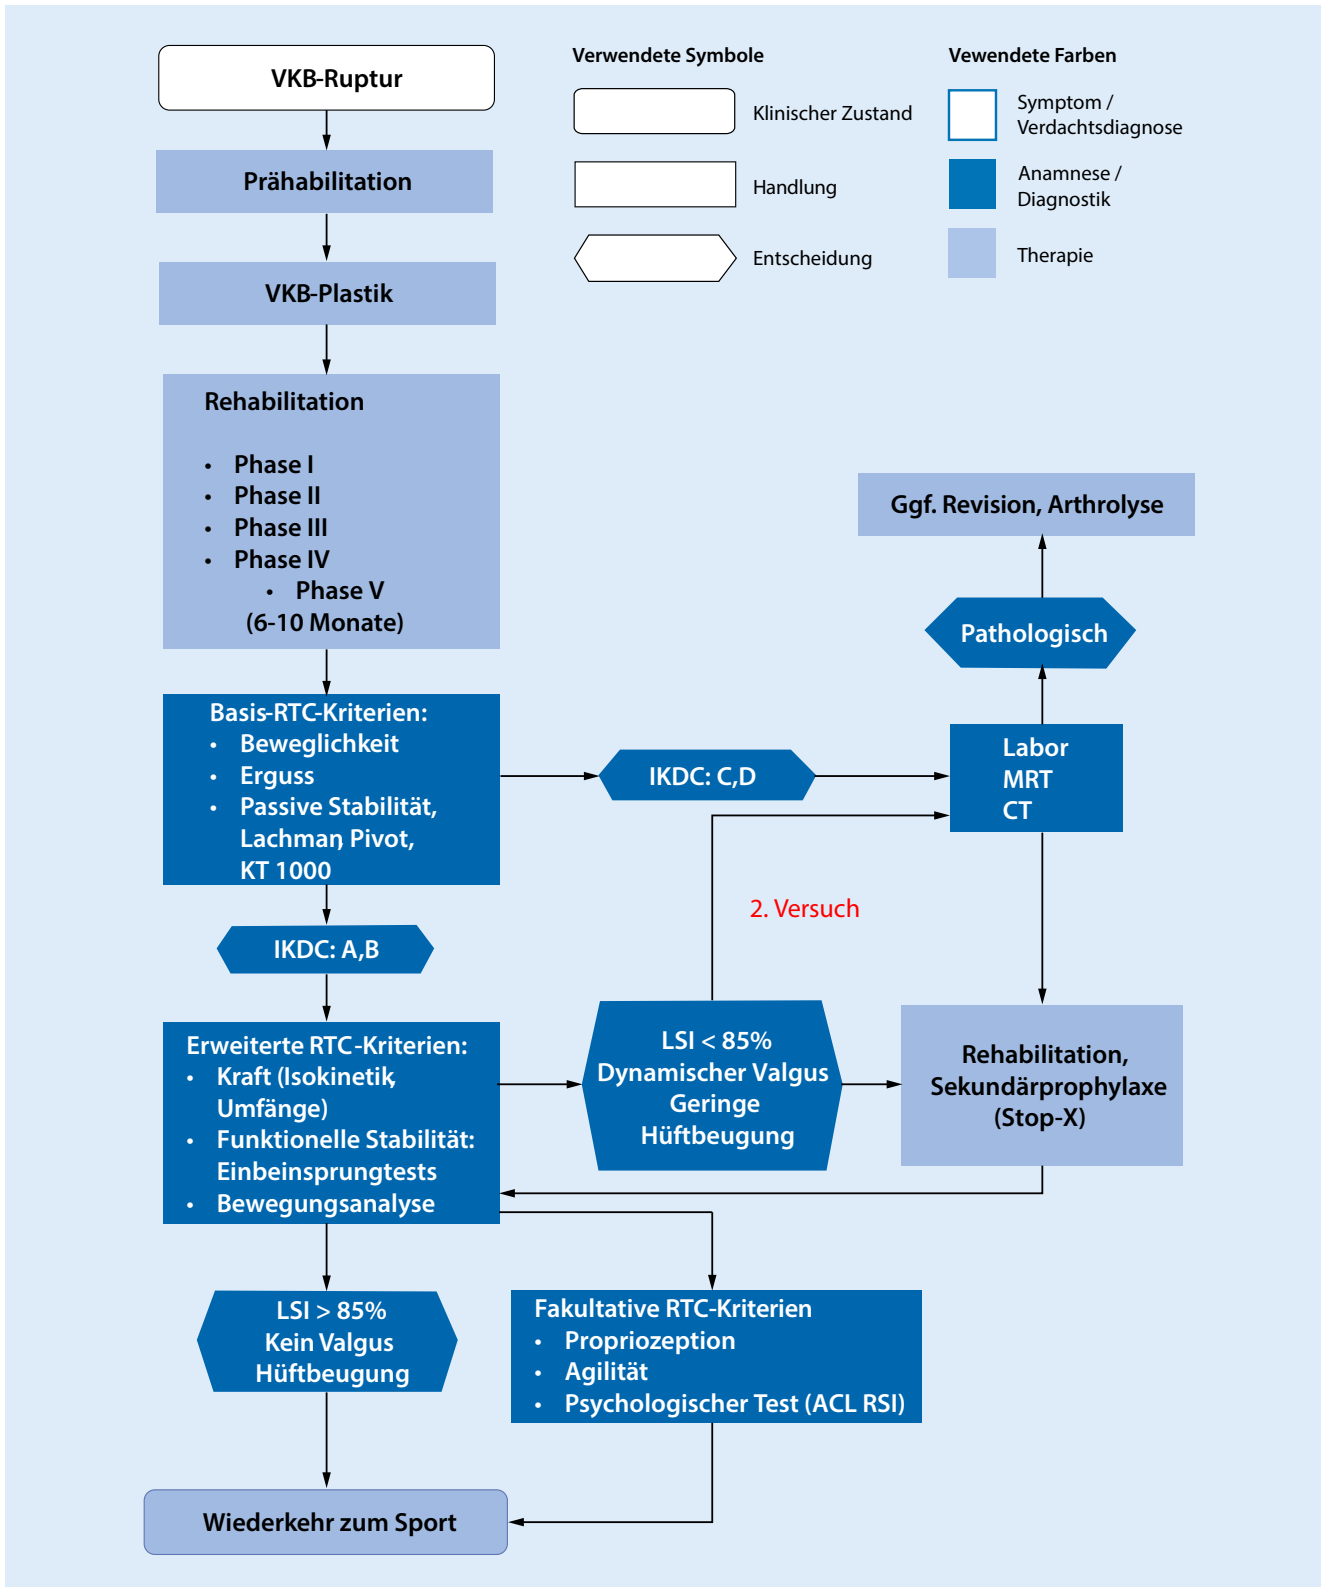 VKB-Ruptur
Prähabilitation
VKB-Plastik
Rehabilitation
• Phase I
• Phase II
• Phase III
• Phase IV
• Phase V
(6-10 Monate)
Basis-RTC-Kriterien:
• Beweglichkeit
• Erguss
• Passive Stabilität,
Lachman, Pivot,
KT 1000
IKDC: A,B
Erweiterte RTC-Kriterien:
• Kraft (Isokinetik,
Umfänge)
• Funktionelle Stabilität:
Einbeinsprungtests
• Bewegungsanalyse
LSI > 85%
Kein Valgus
Hüftbeugung
Wiederkehr zum Sport
Verwendete Symbole
Klinischer Zustand
Handlung
Entscheidung
Vewendete Farben
Symptom /
Verdachtsdiagnose
Anamnese /
Diagnostik
Therapie
Ggf. Revision, Arthrolyse
Pathologisch
IKDC: C,D
Labor
MRT
CT
2. Versuch
LSI < 85%
Dynamischer Valgus
Geringe
Hüftbeugung
Rehabilitation,
Sekundärprophylaxe
(Stop-X)
Fakultative RTC-Kriterien
• Propriozeption
• Agilität
• Psychologischer Test (ACL RSI)